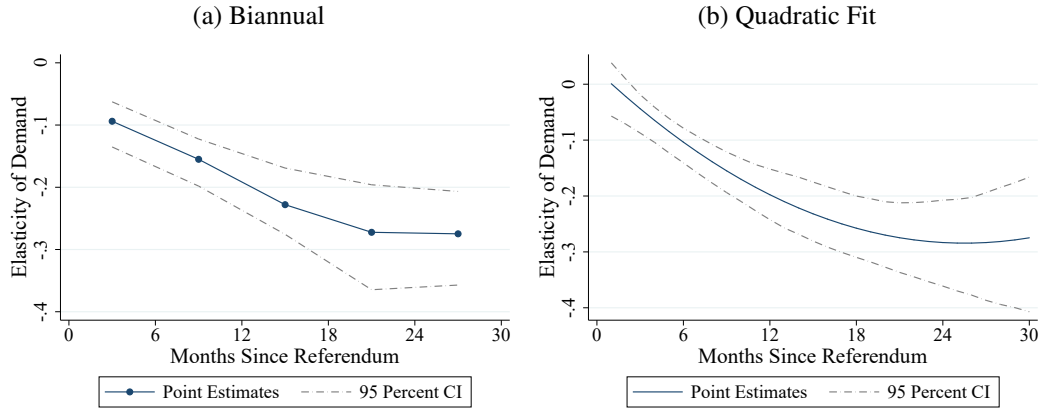 (a) Biannual
Elasticity of Demand
0
-.1
-.2
-.3
-.4
0 6 12 18 24 30
Months Since Referendum
Point Estimates 95 Percent CI
(b) Quadratic Fit
Elasticity of Demand
0
-.1
-.2
-.3
-.4
0 6 12 18 24 30
Months Since Referendum
Point Estimates 95 Percent CI